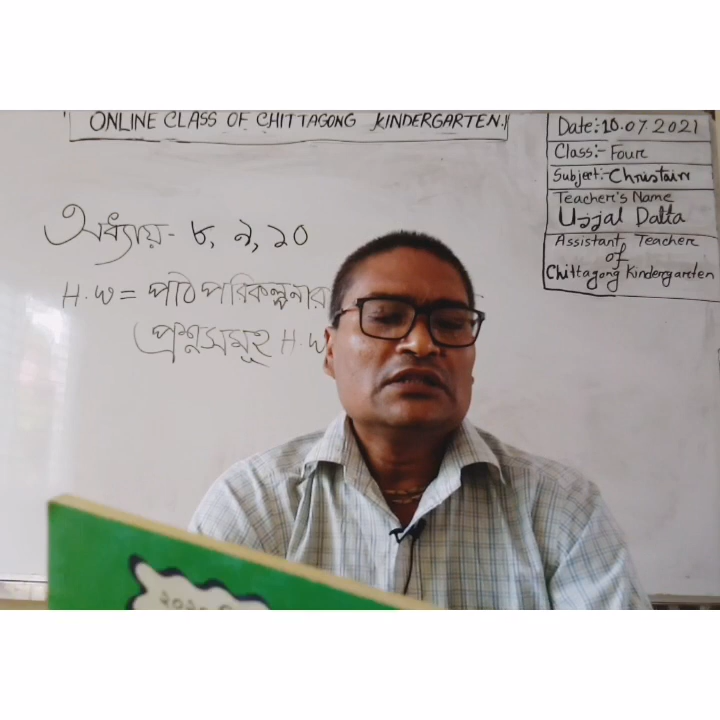 ONLINE CLASS OF CHITTAGONG KINDERGARTEN.
Date:10.07.2021
Class:- Four
Subject:- Christain
Teacher's Name
Ujjal Datta
Assistant Teacher
of
Chittagong Kindergarten
অধ্যায়- ৮, ৯, ১০
H.W = পাঠ পরিকল্পনার
প্রশ্নসমূহ H.W